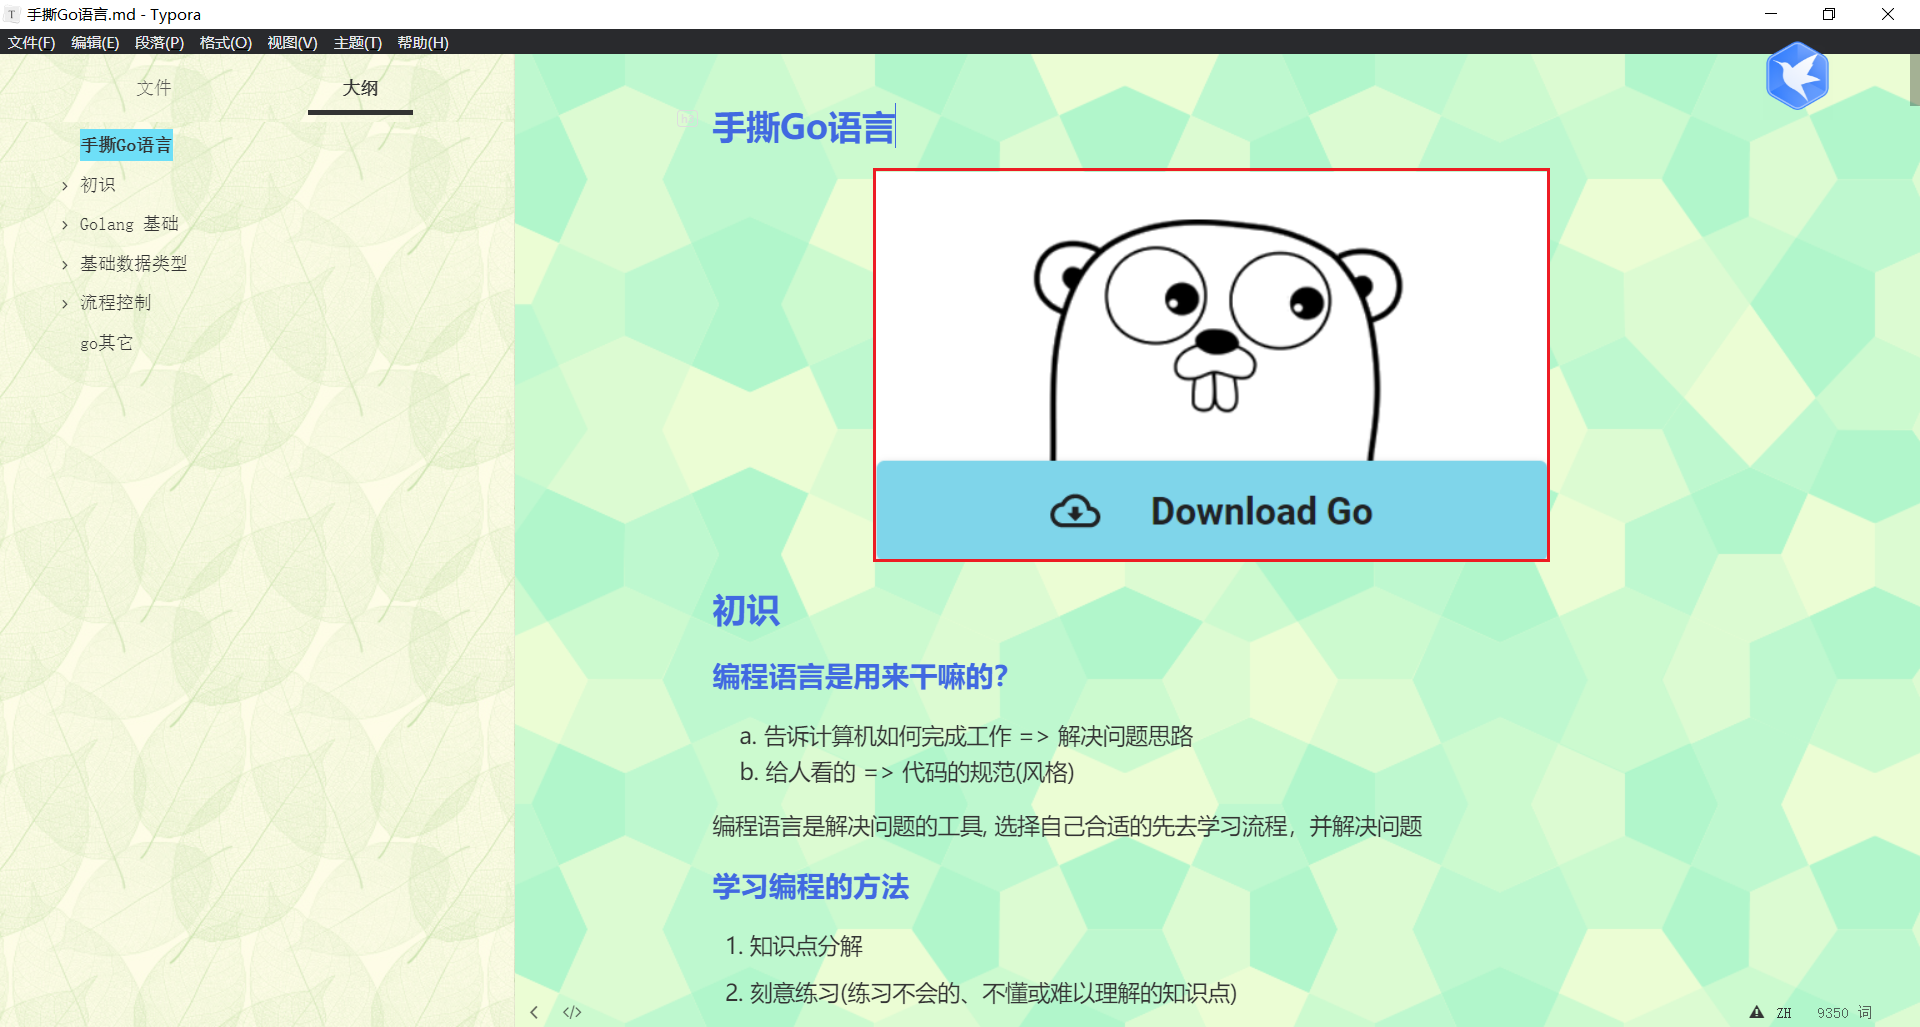 手撕Go语言.md - Typora
文件(F) 编辑(E) 段落(P) 格式(O) 视图(V) 主题(T) 帮助(H)
文件 大纲
手撕Go语言
初识
Golang 基础
基础数据类型
流程控制
go其它
手撕Go语言
Download Go
初识
编程语言是用来干嘛的?
a. 告诉计算机如何完成工作 => 解决问题思路
b. 给人看的 => 代码的规范(风格)
编程语言是解决问题的工具, 选择自己合适的先去学习流程，并解决问题
学习编程的方法
1. 知识点分解
2. 刻意练习(练习不会的、不懂或难以理解的知识点)
ZH 9350 词